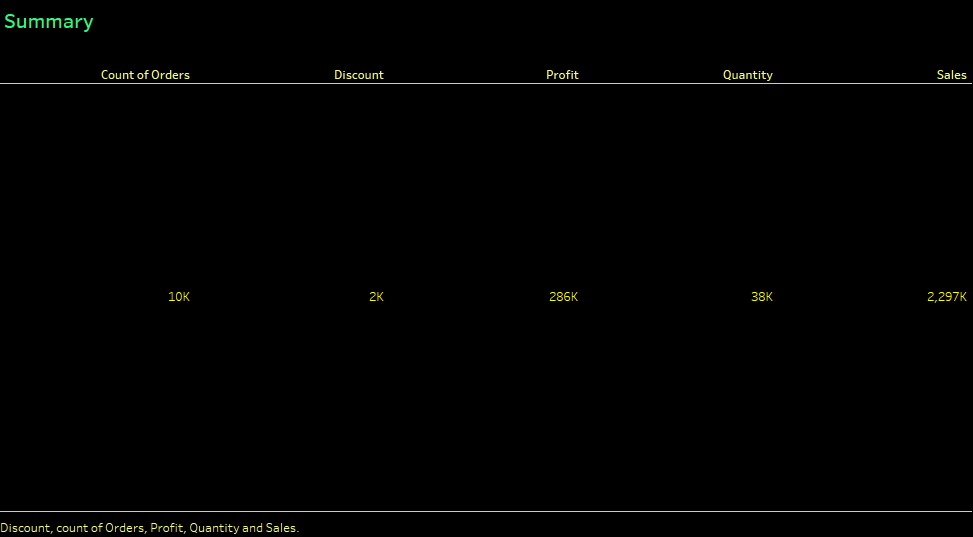 Summary
Count of Orders Discount Profit Quantity Sales
10K 2K 286K 38K 2,297K
Discount, count of Orders, Profit, Quantity and Sales.